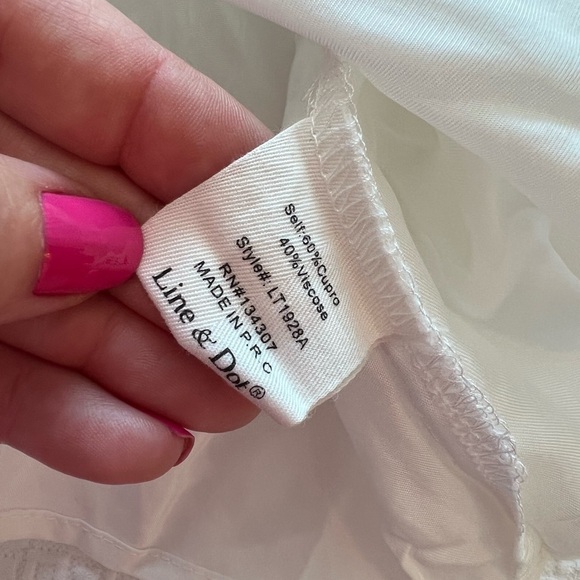 Self:60%Cupro
40%Viscose
Style#: LT1928A
RN#134307
MADE IN P.R C
Line & Dot®